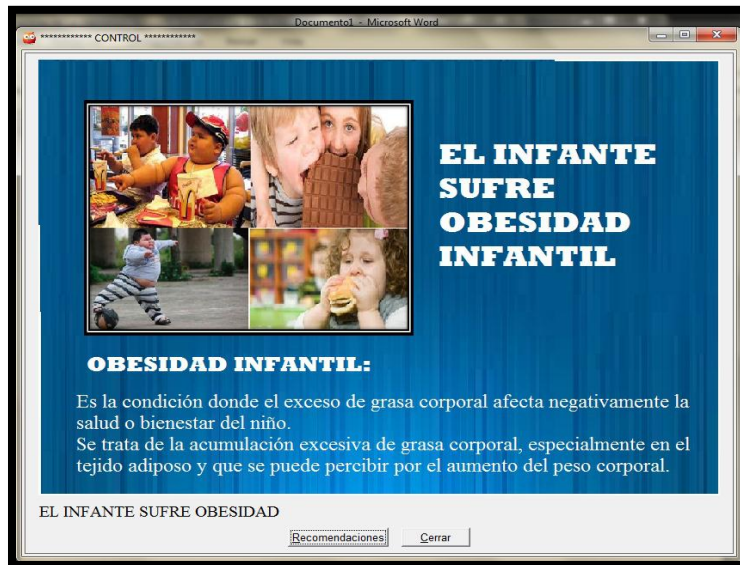 Documento1 - Microsoft Word
************ CONTROL ************
EL INFANTE
SUFRE
OBESIDAD
INFANTIL
OBESIDAD INFANTIL:
Es la condición donde el exceso de grasa corporal afecta negativamente la
salud o bienestar del niño.
Se trata de la acumulación excesiva de grasa corporal, especialmente en el
tejido adiposo y que se puede percibir por el aumento del peso corporal.
EL INFANTE SUFRE OBESIDAD
Recomendaciones
Cerrar